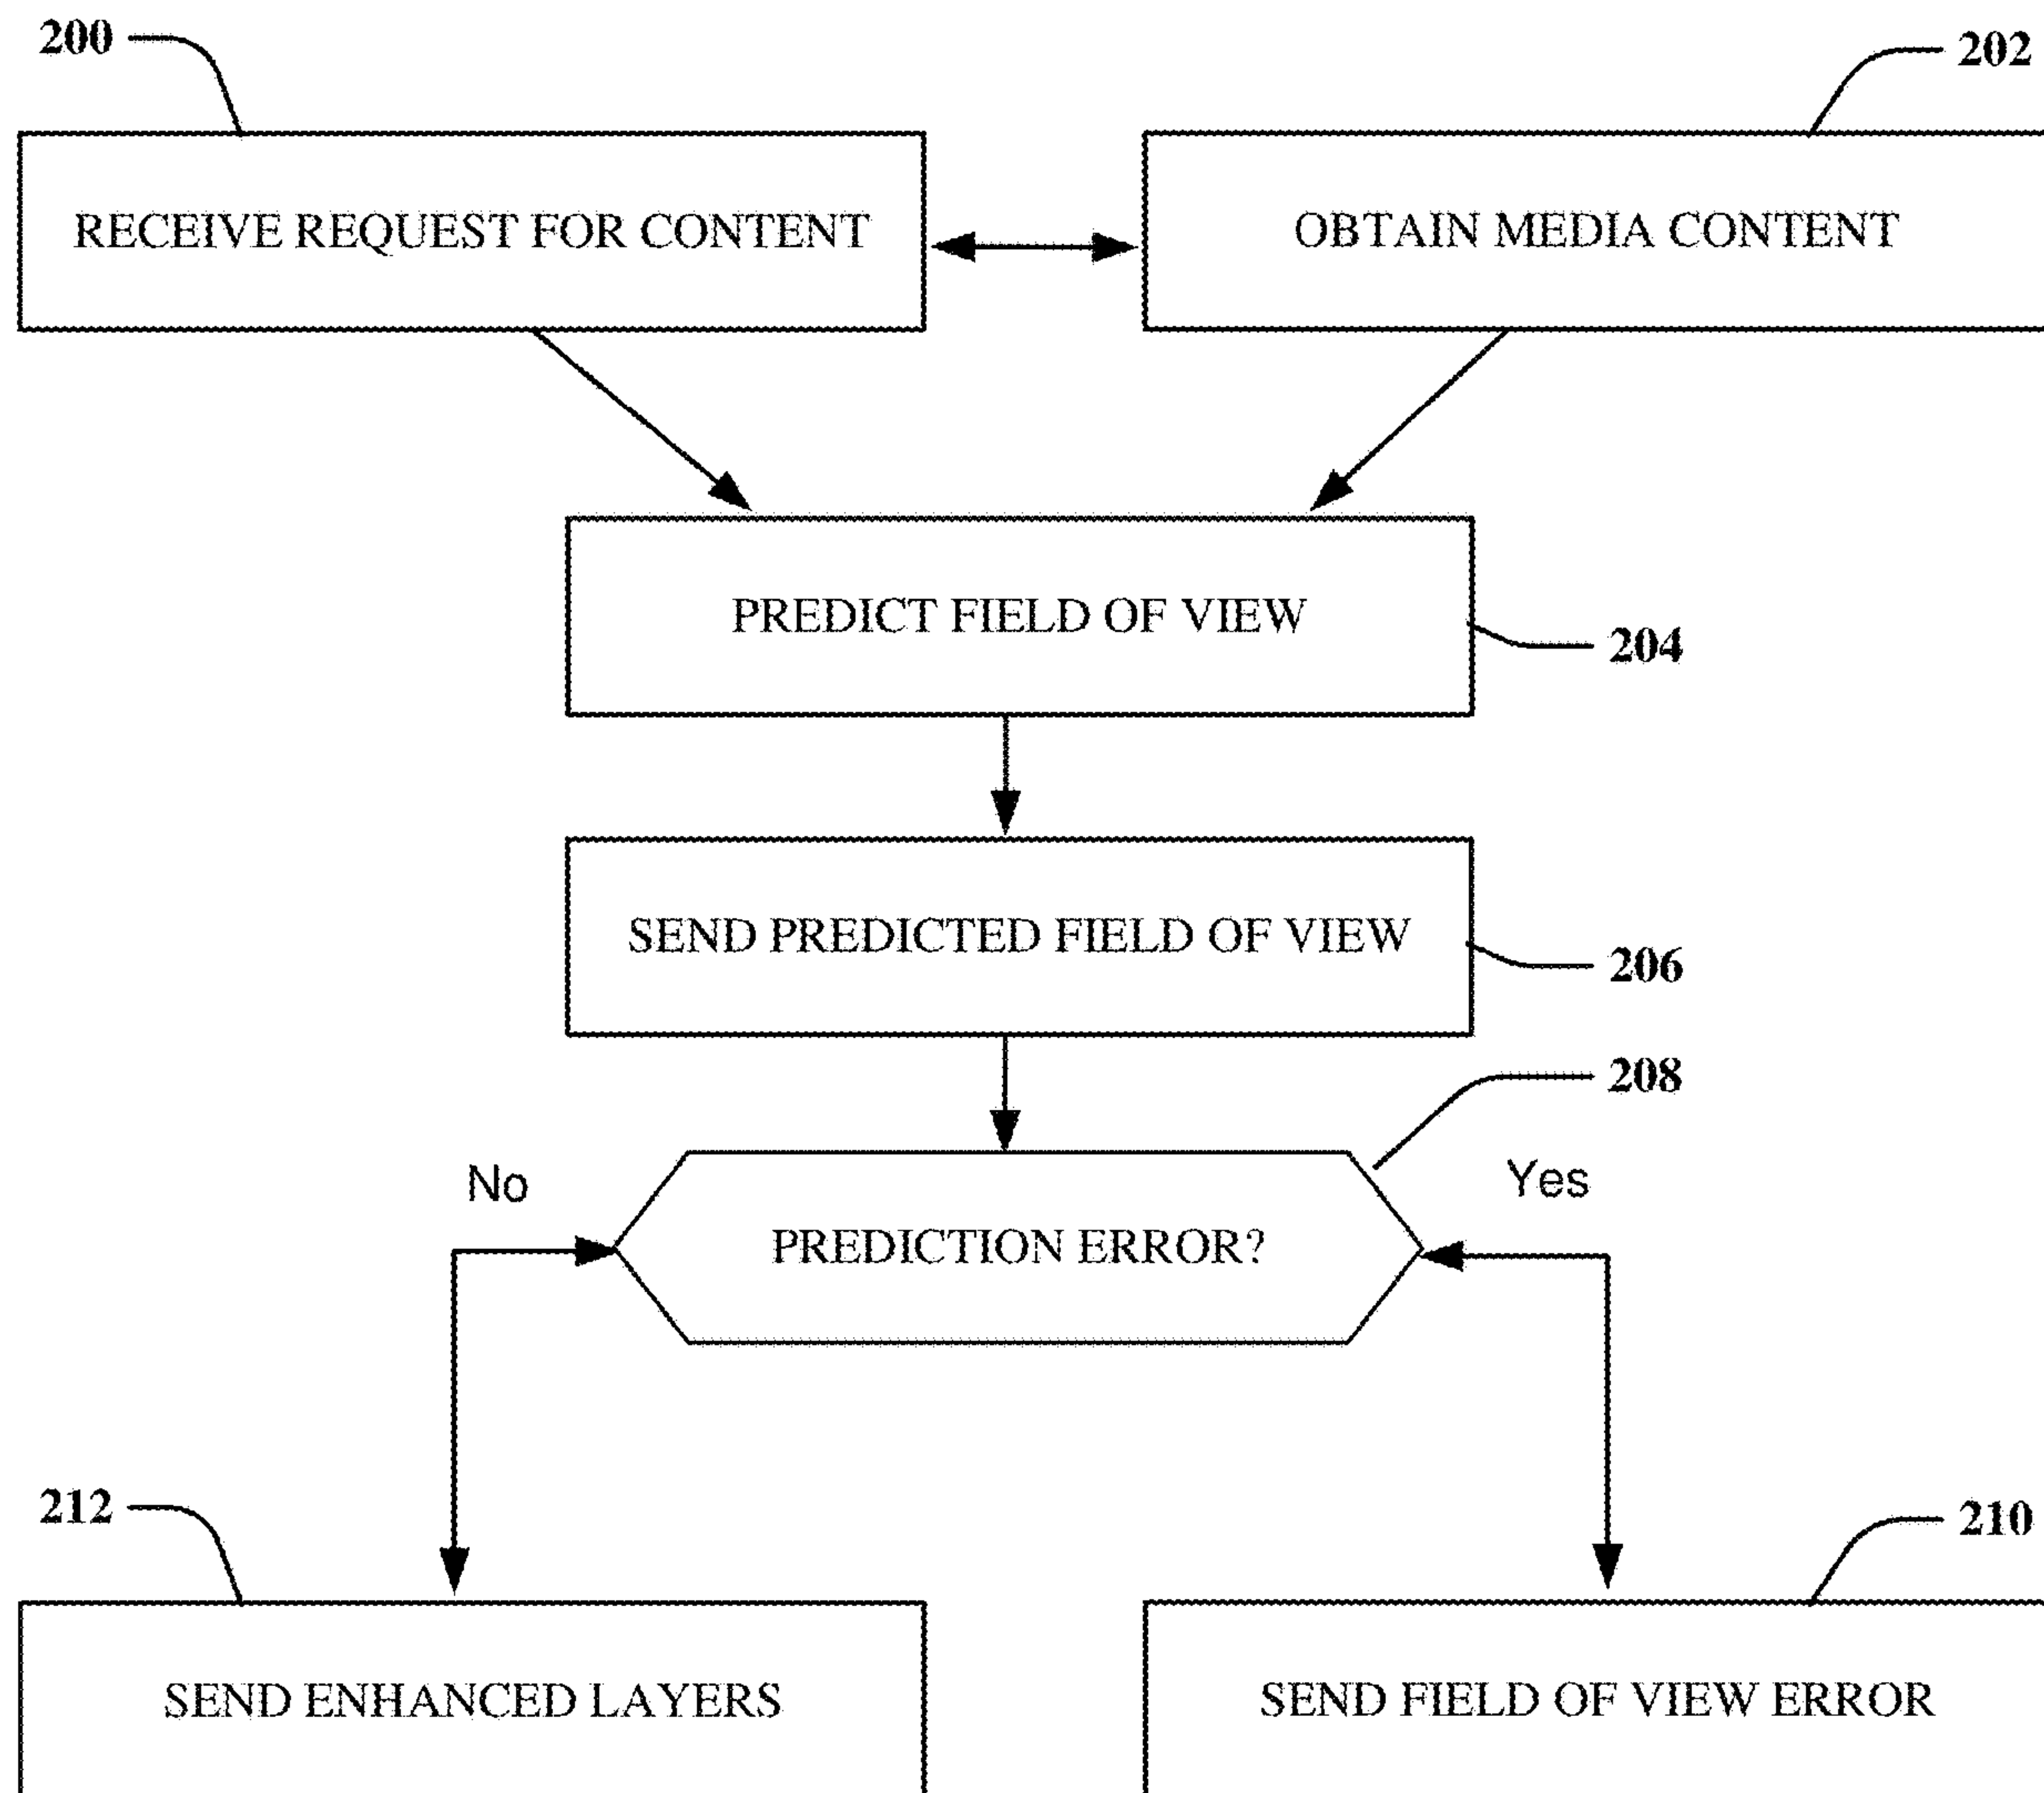 200
202
RECEIVE REQUEST FOR CONTENT
OBTAIN MEDIA CONTENT
PREDICT FIELD OF VIEW
204
SEND PREDICTED FIELD OF VIEW
206
208
No
Yes
PREDICTION ERROR?
212
210
SEND ENHANCED LAYERS
SEND FIELD OF VIEW ERROR